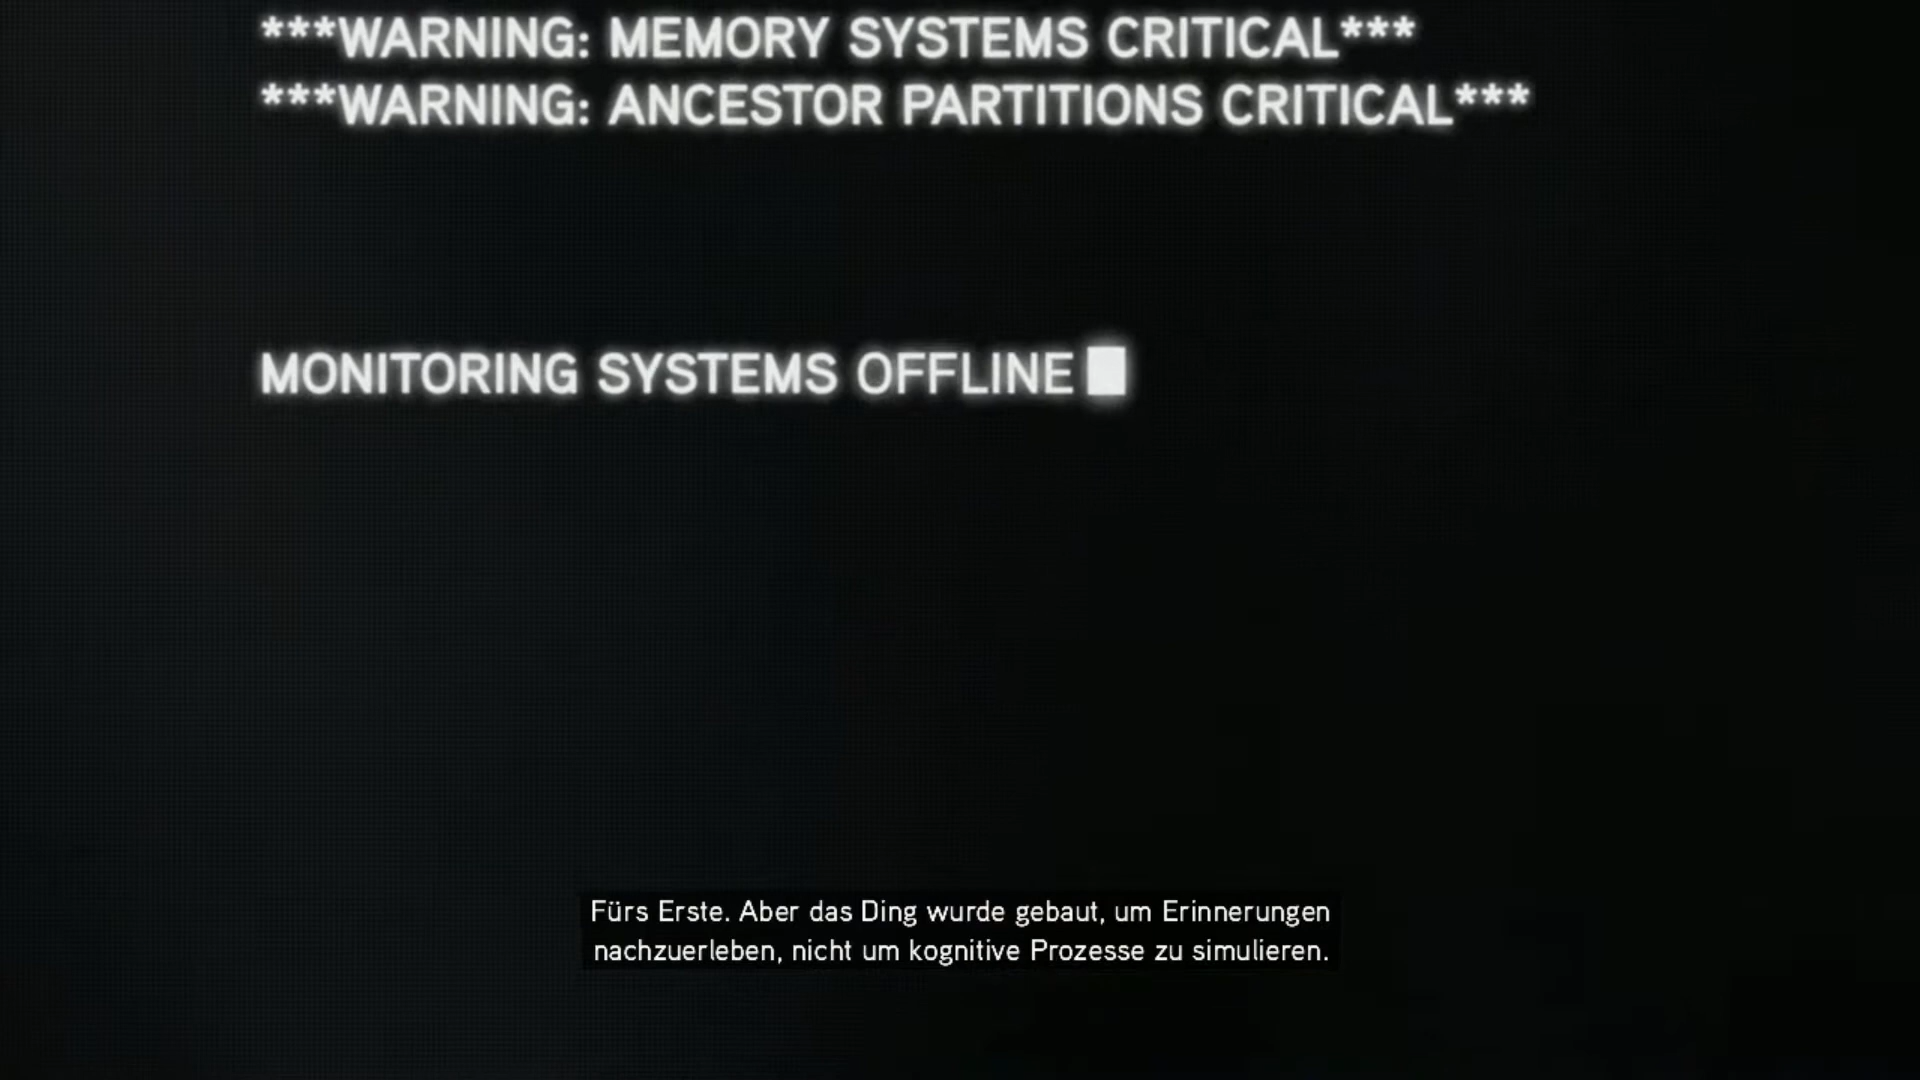 ***WARNING: MEMORY SYSTEMS CRITICAL***
***WARNING: ANCESTOR PARTITIONS CRITICAL***
MONITORING SYSTEMS OFFLINE
Fürs Erste. Aber das Ding wurde gebaut, um Erinnerungen
nachzuerleben, nicht um kognitive Prozesse zu simulieren.